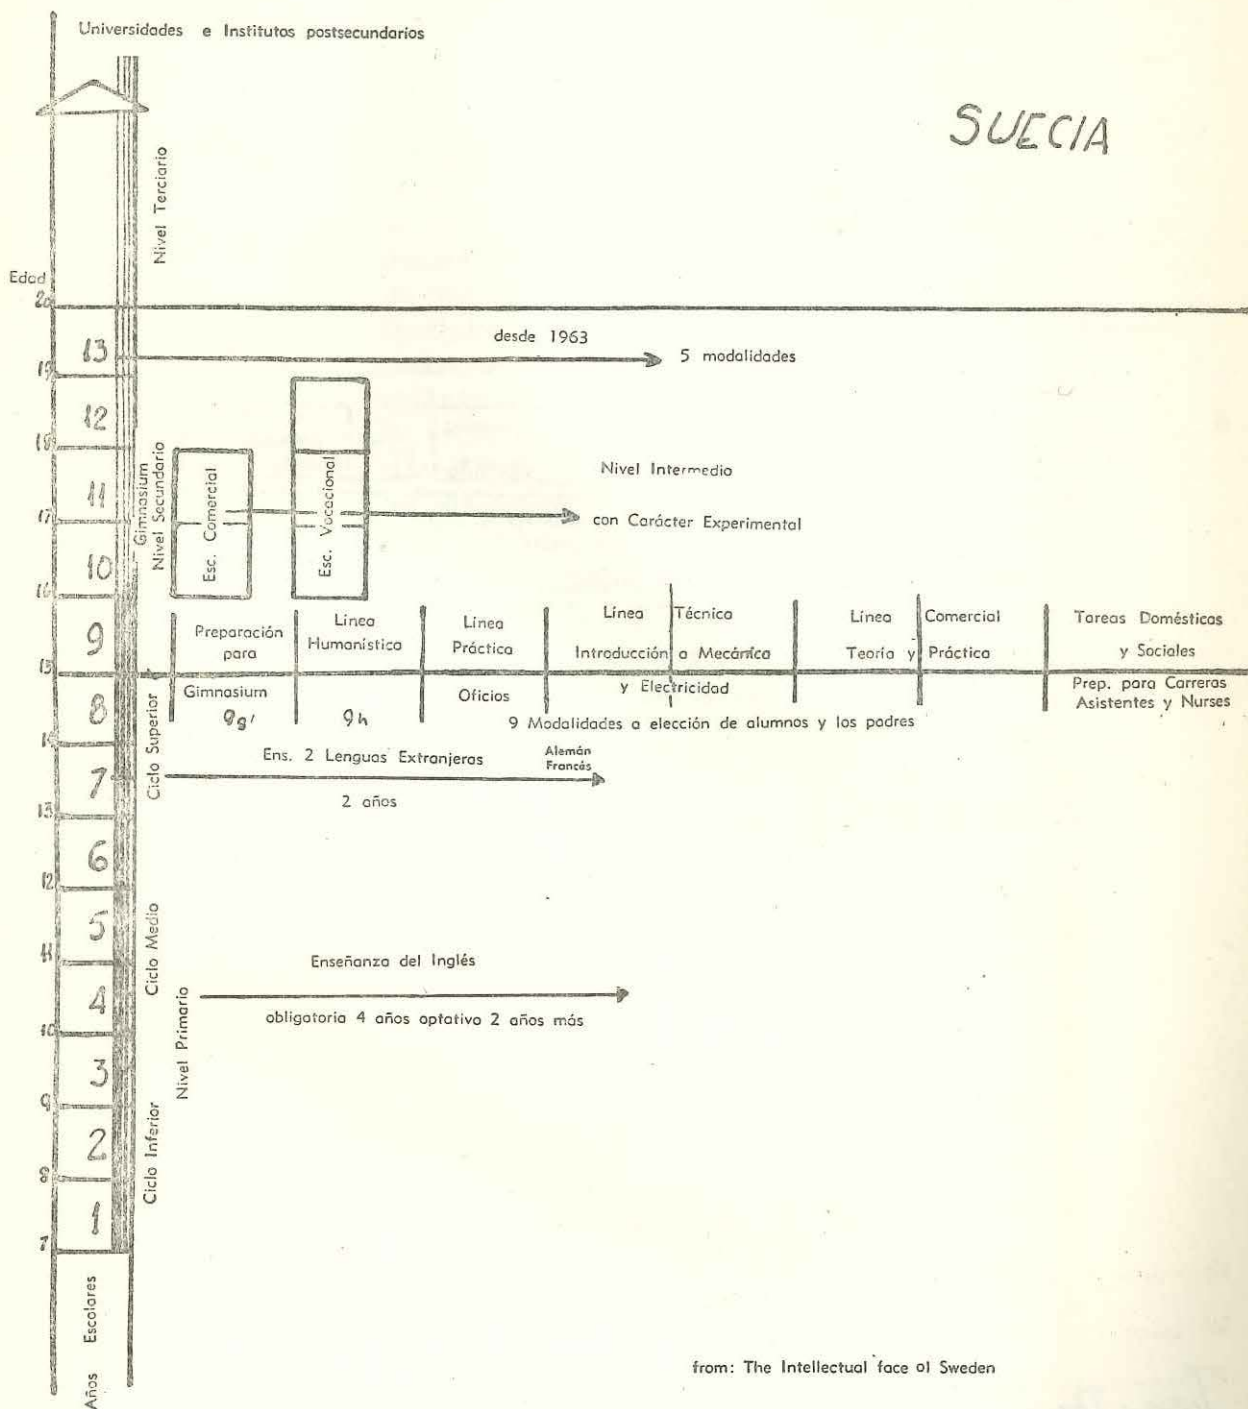 Universidades e Institutos postsecundarios
SUECIA
Nivel Terciario
Edad
20
desde 1963
13
5 modalidades
19
12
18
Gimnasium
Nivel Secundario
Esc. Comercial
Esc. Vocacional
Nivel Intermedio
11
17
con Carácter Experimental
10
16
9
Preparación para Gimnasium 9g'
Línea Humanística 9h
Línea Práctica Oficios
Línea Técnica
Introducción a Mecánica
y Electricidad
Línea Comercial
Teoría y Práctica
Tareas Domésticas
y Sociales
Prep. para Carreras
Asistentes y Nurses
15
8
9 Modalidades a elección de alumnos y los padres
14
Ciclo Superior
Ens. 2 Lenguas Extranjeras
Alemán
Francés
7
2 años
13
6
12
5
Ciclo Medio
11
Enseñanza del Inglés
4
obligatoria 4 años optativo 2 años más
10
Nivel Primario
3
9
2
Ciclo Inferior
8
1
7
Años Escolares
from: The Intellectual face of Sweden